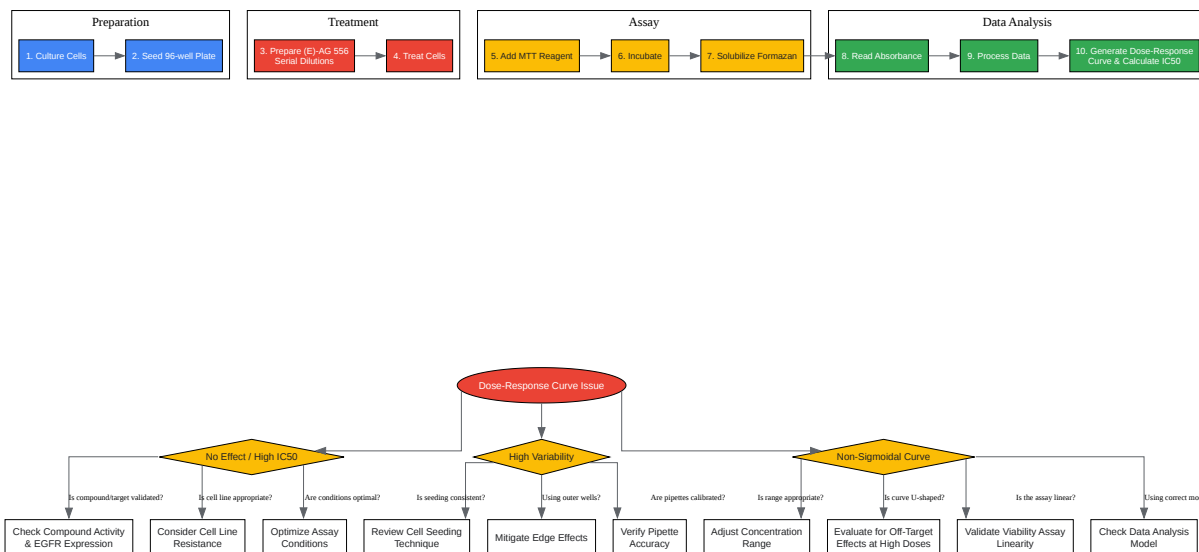 Preparation
Treatment
Assay
Data Analysis
1. Culture Cells
2. Seed 96-well Plate
3. Prepare (E)-AG 556
Serial Dilutions
4. Treat Cells
5. Add MTT Reagent
6. Incubate
7. Solubilize Formazan
8. Read Absorbance
9. Process Data
10. Generate Dose-Response
Curve & Calculate IC50
Dose-Response Curve Issue
No Effect / High IC50
High Variability
Non-Sigmoidal Curve
Is compound/target validated?
Is cell line appropriate?
Are conditions optimal?
Is seeding consistent?
Using outer wells?
Are pipettes calibrated?
Is range appropriate?
Is curve U-shaped?
Is the assay linear?
Using correct mo
Check Compound Activity
& EGFR Expression
Consider Cell Line
Resistance
Optimize Assay
Conditions
Review Cell Seeding
Technique
Mitigate Edge Effects
Verify Pipette
Accuracy
Adjust Concentration
Range
Evaluate for Off-Target
Effects at High Doses
Validate Viability Assay
Linearity
Check Data Analysis
Model